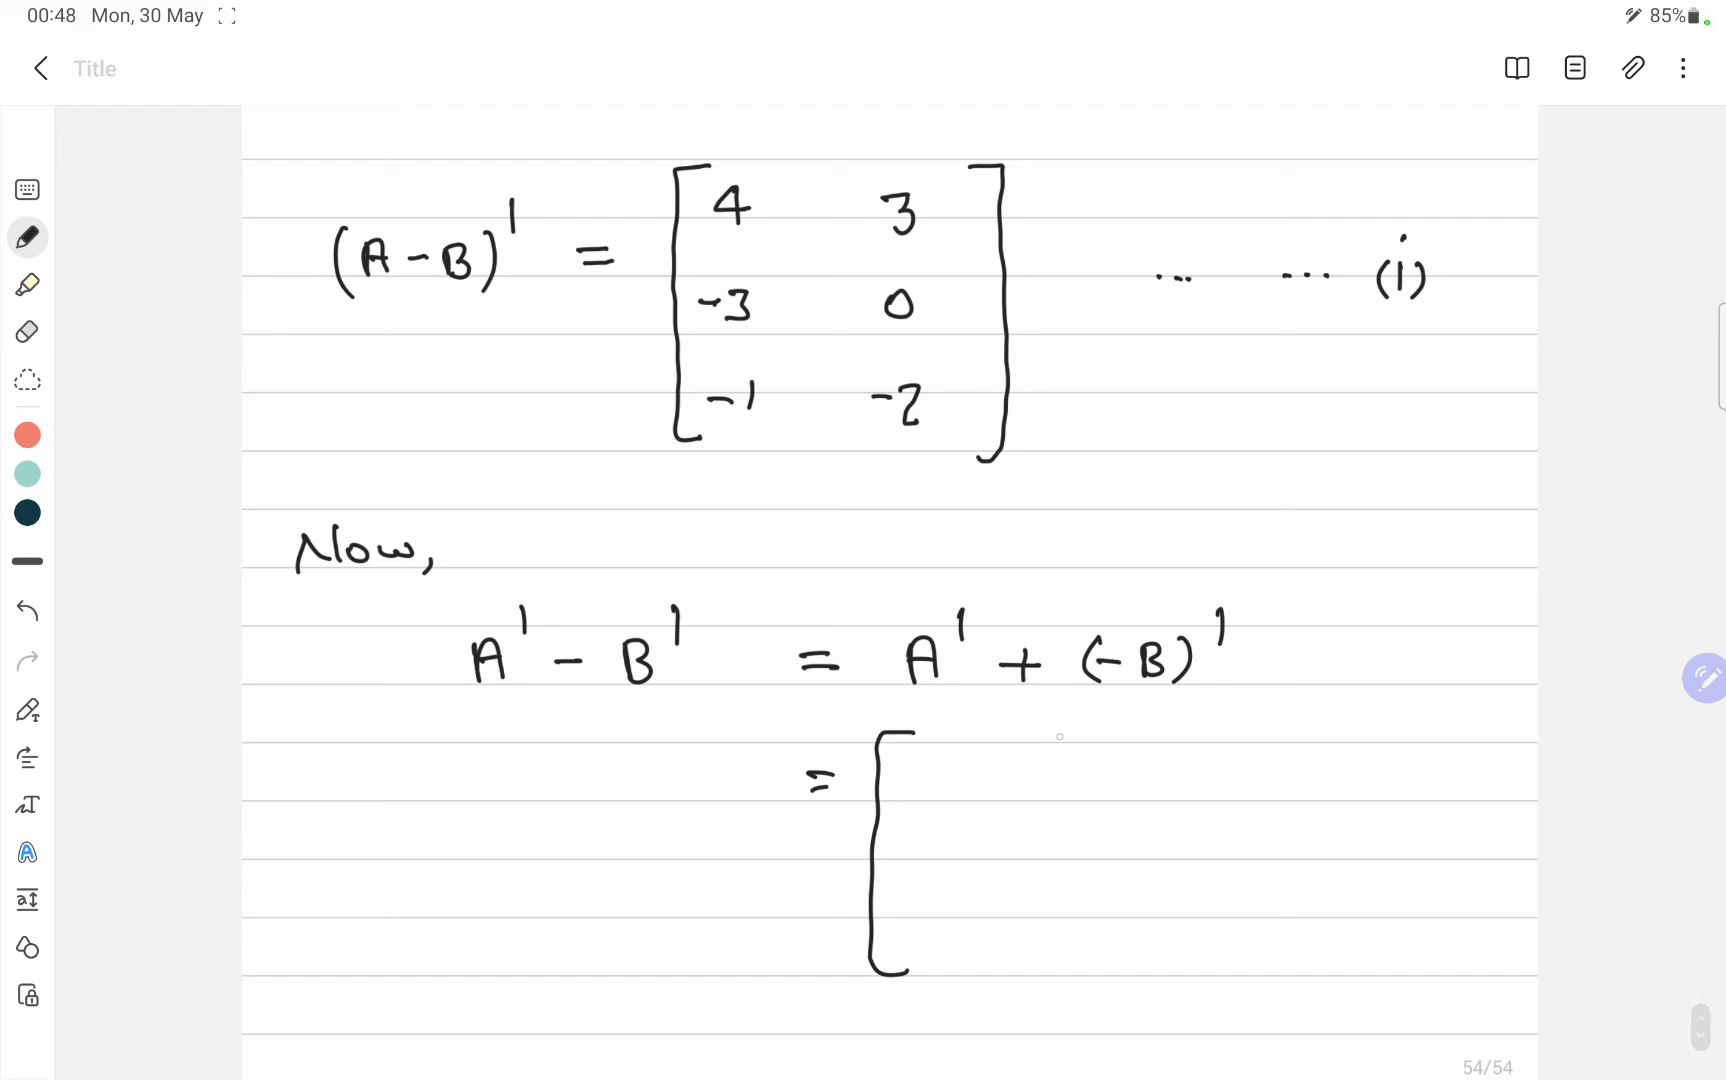 00:48 Mon, 30 May 85%
Title
(A - B)' = [ 4 3
-3 0
-1 -2 ] ... ... (i)
Now,
A' - B' = A' + (-B)'
= [
54/54